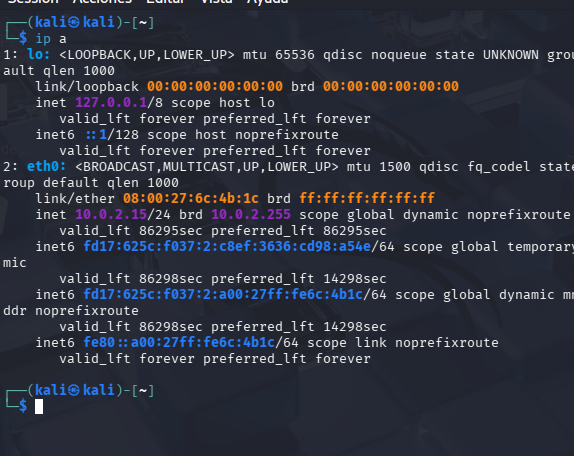 Sesión Acciones Editar Vista Ayuda
┌──(kali㉿kali)-[~]
└─$ ip a
1: lo: <LOOPBACK,UP,LOWER_UP> mtu 65536 qdisc noqueue state UNKNOWN grou
ault qlen 1000
    link/loopback 00:00:00:00:00:00 brd 00:00:00:00:00:00
    inet 127.0.0.1/8 scope host lo
       valid_lft forever preferred_lft forever
    inet6 ::1/128 scope host noprefixroute
       valid_lft forever preferred_lft forever
2: eth0: <BROADCAST,MULTICAST,UP,LOWER_UP> mtu 1500 qdisc fq_codel state
roup default qlen 1000
    link/ether 08:00:27:6c:4b:1c brd ff:ff:ff:ff:ff:ff
    inet 10.0.2.15/24 brd 10.0.2.255 scope global dynamic noprefixroute
       valid_lft 86295sec preferred_lft 86295sec
    inet6 fd17:625c:f037:2:c8ef:3636:cd98:a54e/64 scope global temporary
mic
       valid_lft 86298sec preferred_lft 14298sec
    inet6 fd17:625c:f037:2:a00:27ff:fe6c:4b1c/64 scope global dynamic mn
ddr noprefixroute
       valid_lft 86298sec preferred_lft 14298sec
    inet6 fe80::a00:27ff:fe6c:4b1c/64 scope link noprefixroute
       valid_lft forever preferred_lft forever
┌──(kali㉿kali)-[~]
└─$